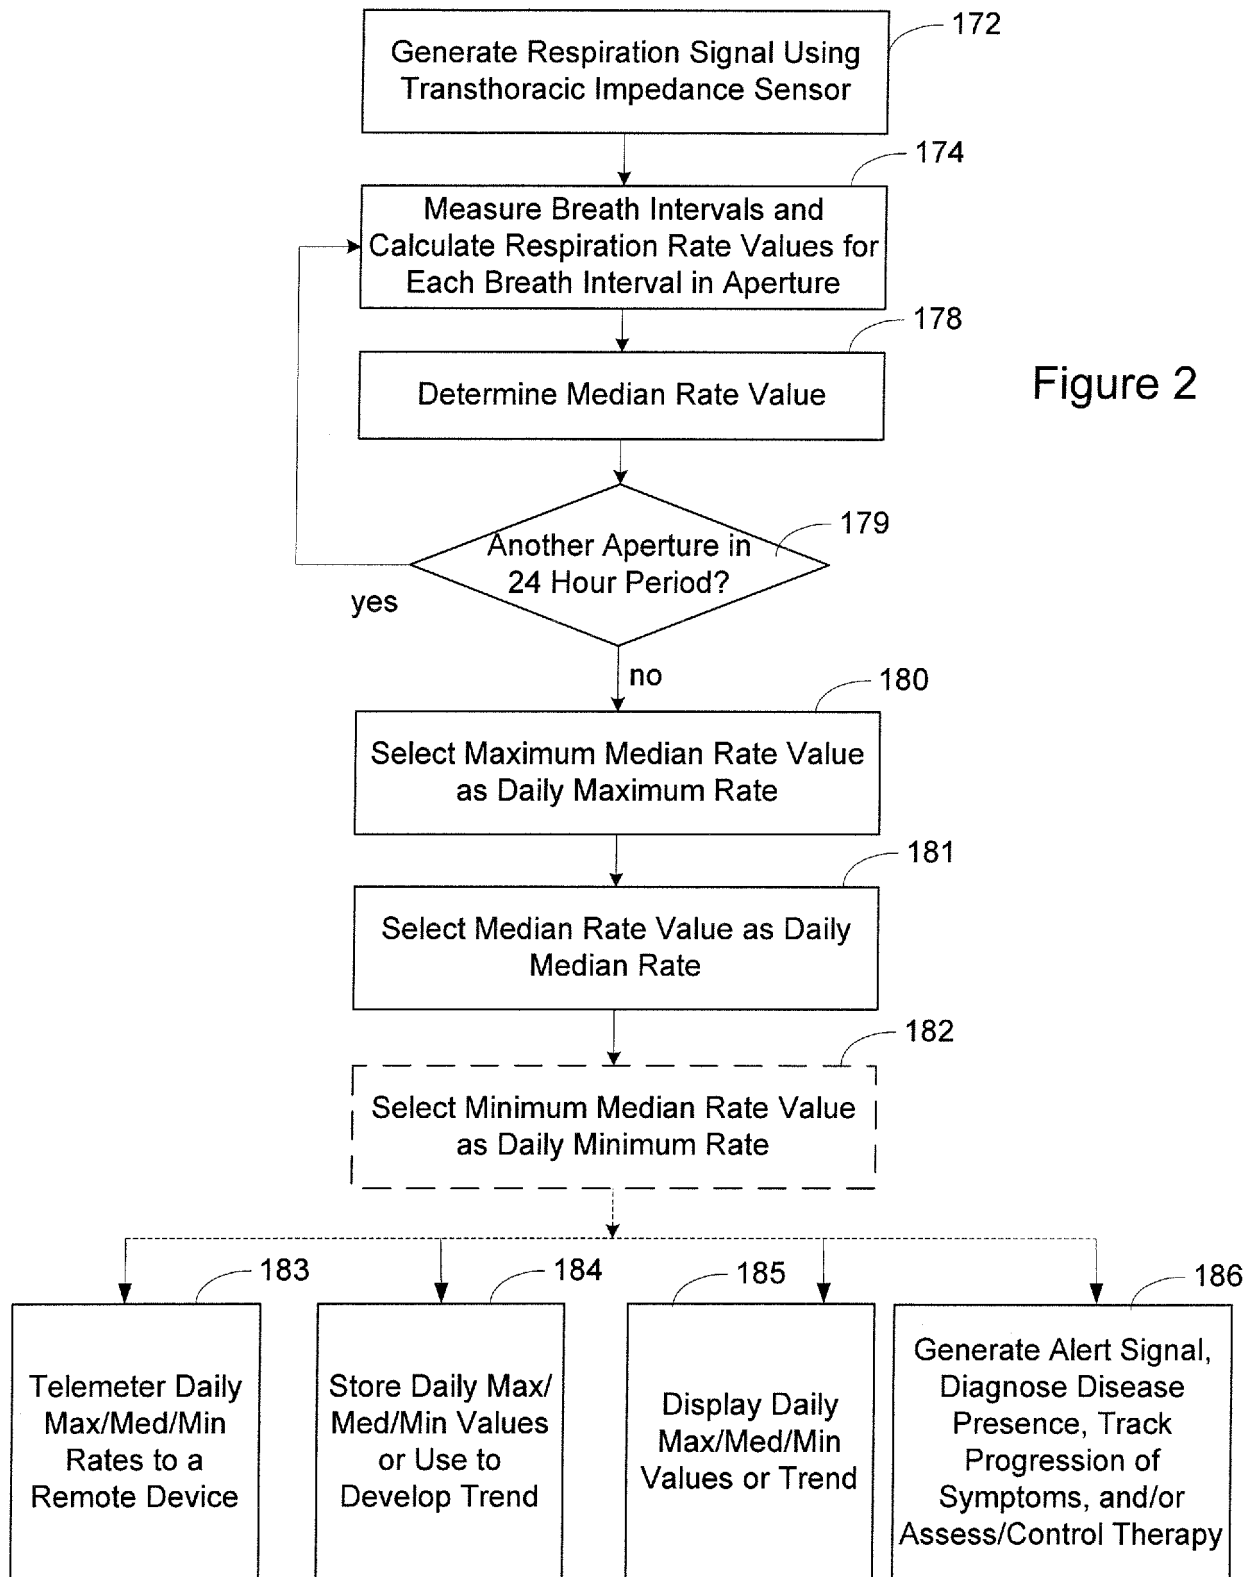 172
Generate Respiration Signal Using
Transthoracic Impedance Sensor
174
Measure Breath Intervals and
Calculate Respiration Rate Values for
Each Breath Interval in Aperture
178
Determine Median Rate Value
Figure 2
179
Another Aperture in
24 Hour Period?
yes
no
180
Select Maximum Median Rate Value
as Daily Maximum Rate
181
Select Median Rate Value as Daily
Median Rate
182
Select Minimum Median Rate Value
as Daily Minimum Rate
183
Telemeter Daily
Max/Med/Min
Rates to a
Remote Device
184
Store Daily Max/
Med/Min Values
or Use to
Develop Trend
185
Display Daily
Max/Med/Min
Values or Trend
186
Generate Alert Signal,
Diagnose Disease
Presence, Track
Progression of
Symptoms, and/or
Assess/Control Therapy